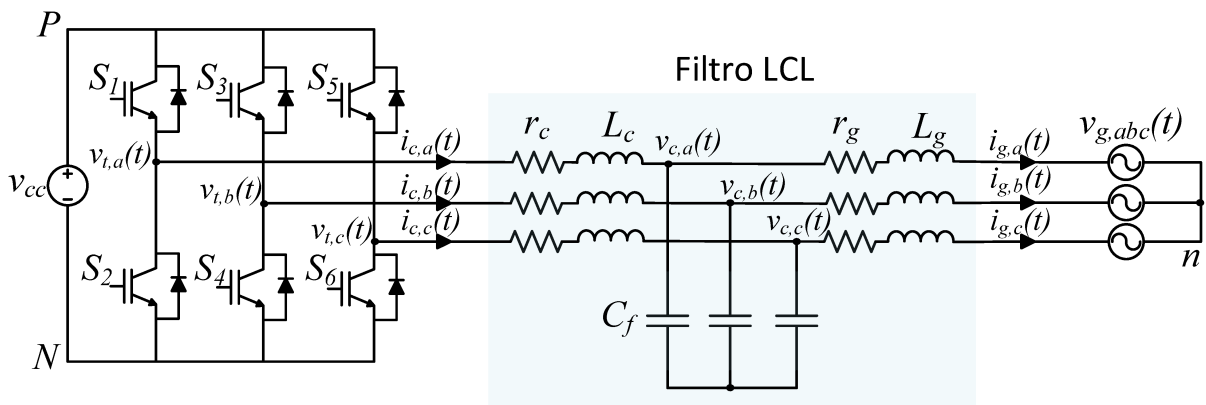 P
Filtro LCL
S1 S3 S5
rc Lc vc,a(t) rg Lg vg,abc(t)
ic,a(t) ig,a(t)
vt,a(t)
vcc
vt,b(t) ic,b(t) vc,b(t) ig,b(t)
vt,c(t) ic,c(t) vc,c(t) ig,c(t)
n
S2 S4 S6
Cf
N